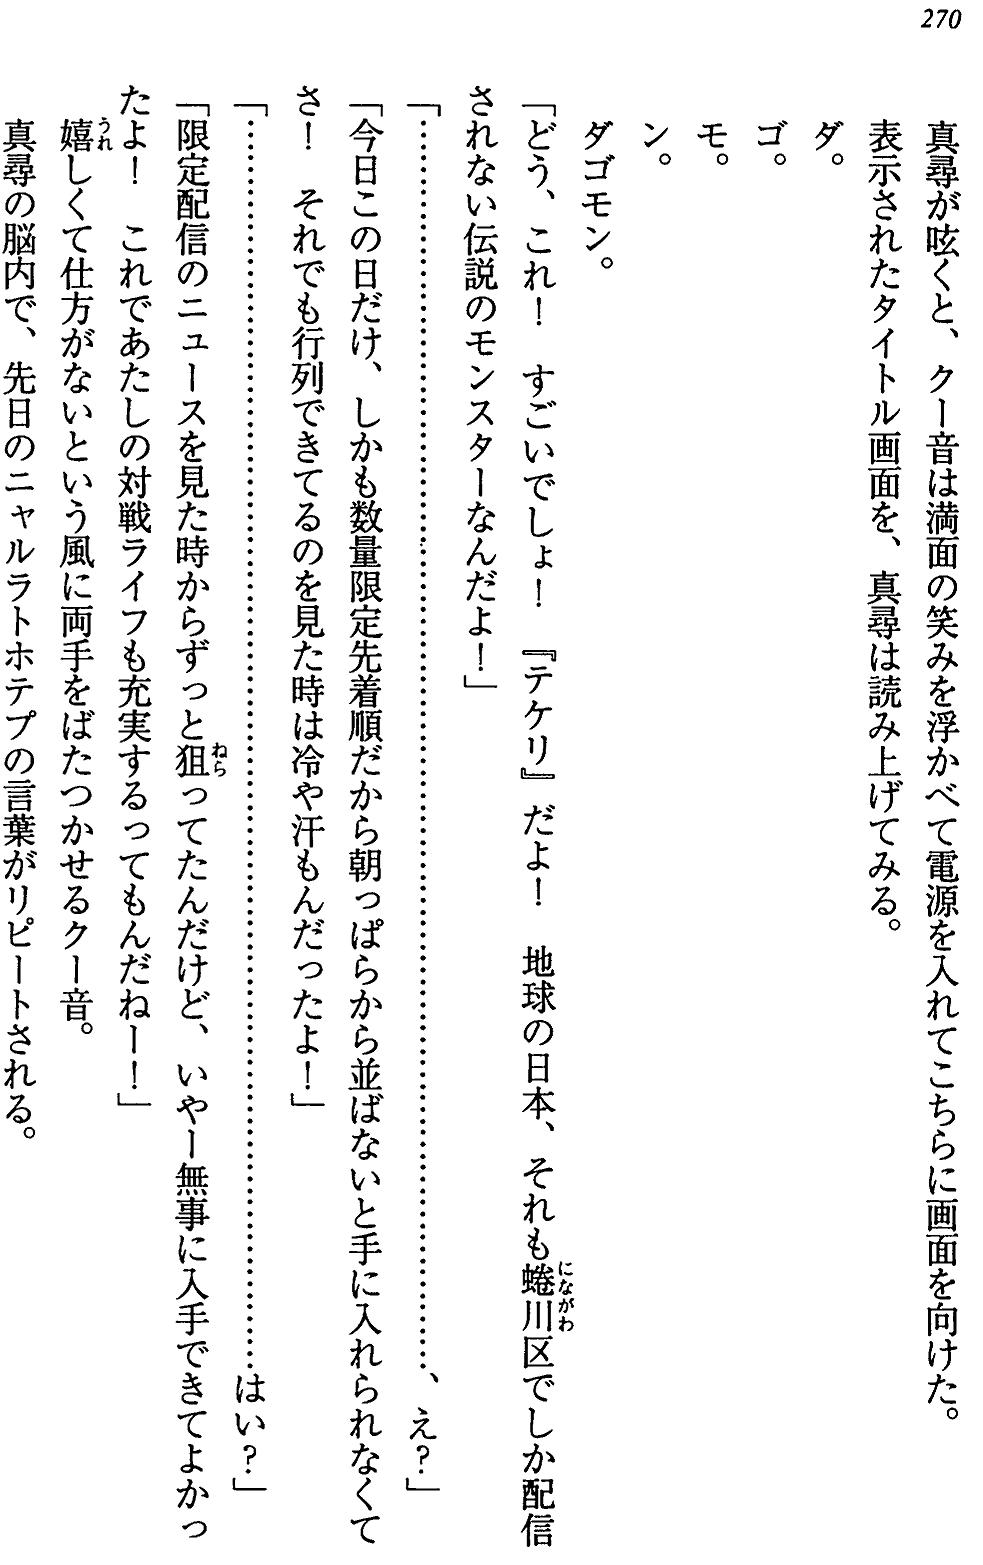 270
真尋が呟くと、クー音は満面の笑みを浮かべて電源を入れてこちらに画面を向けた。
表示されたタイトル画面を、真尋は読み上げてみる。
ダ。
ゴ。
モ。
ン。
ダゴモン。
「どう、これ！　すごいでしょ！　『テケリ』だよ！　地球の日本、それも蜷川区でしか配信
されない伝説のモンスターなんだよ！」
「…………………………………………………………………………、え？」
「今日この日だけ、しかも数量限定先着順だから朝っぱらから並ばないと手に入れられなくて
さ！　それでも行列できてるのを見た時は冷や汗もんだったよ！」
「…………………………………………………………………………はい？」
「限定配信のニュースを見た時からずっと狙ってたんだけど、いやー無事に入手できてよかっ
たよ！　これであたしの対戦ライフも充実するってもんだねー！」
嬉しくて仕方がないという風に両手をばたつかせるクー音。
真尋の脳内で、先日のニャルラトホテプの言葉がリピートされる。